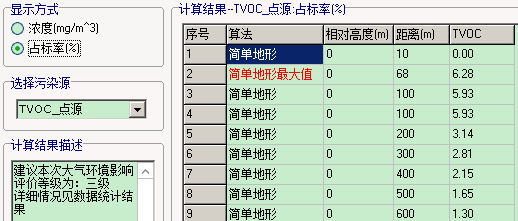 显示方式
浓度(mg/m^3)
占标率(%)
选择污染源
TVOC_点源
计算结果描述
建议本次大气环境影响
评价等级为：三级
详细情况见数据统计结
果
计算结果--TVOC_点源:占标率(%)
序号 算法 相对高度(m) 距离(m) TVOC
1 简单地形 0 10 0.00
2 简单地形最大值 0 68 6.28
3 简单地形 0 100 5.93
4 简单地形 0 100 5.93
5 简单地形 0 200 3.14
6 简单地形 0 300 2.81
7 简单地形 0 400 2.15
8 简单地形 0 500 1.65
9 简单地形 0 600 1.30